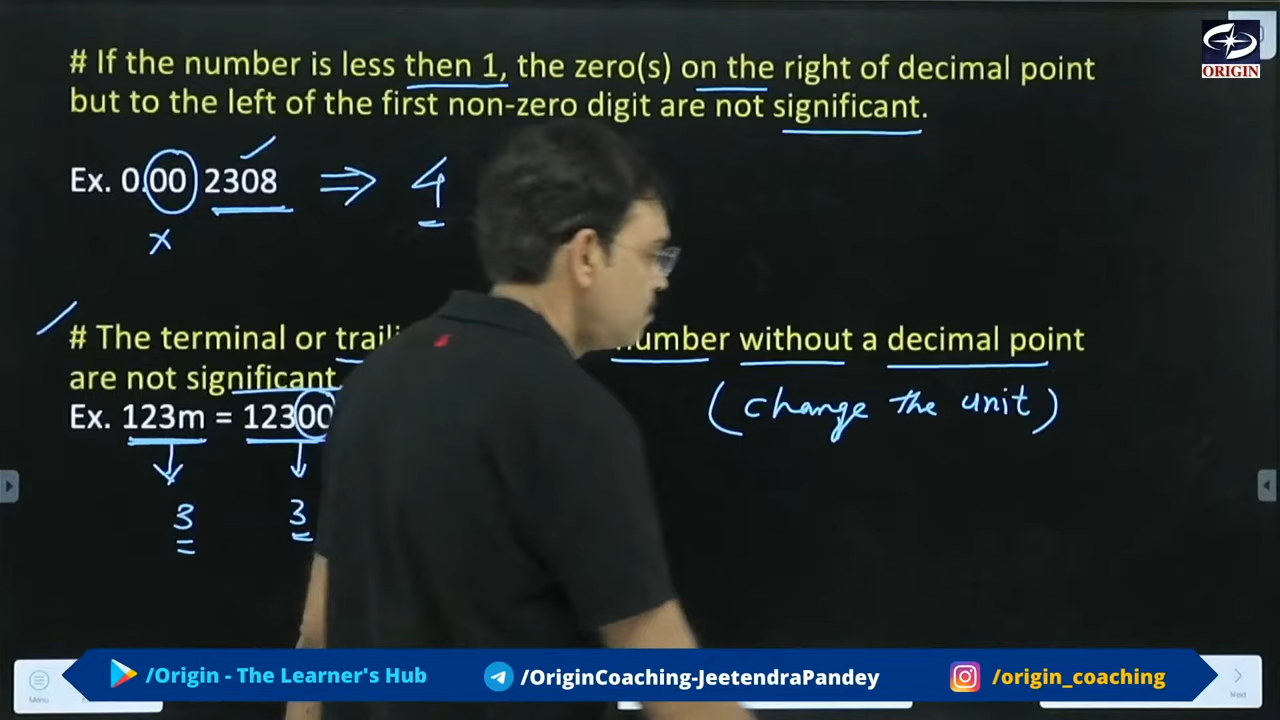 ORIGIN
# If the number is less then 1, the zero(s) on the right of decimal point
but to the left of the first non-zero digit are not significant.
Ex. 0.00 2308 ⇒ 4
x
# The terminal or number without a decimal point
are not significant
Ex. 123m = 12300 (change the unit)
3 3
/Origin - The Learner's Hub /OriginCoaching-JeetendraPandey /origin_coaching
Menu
Next